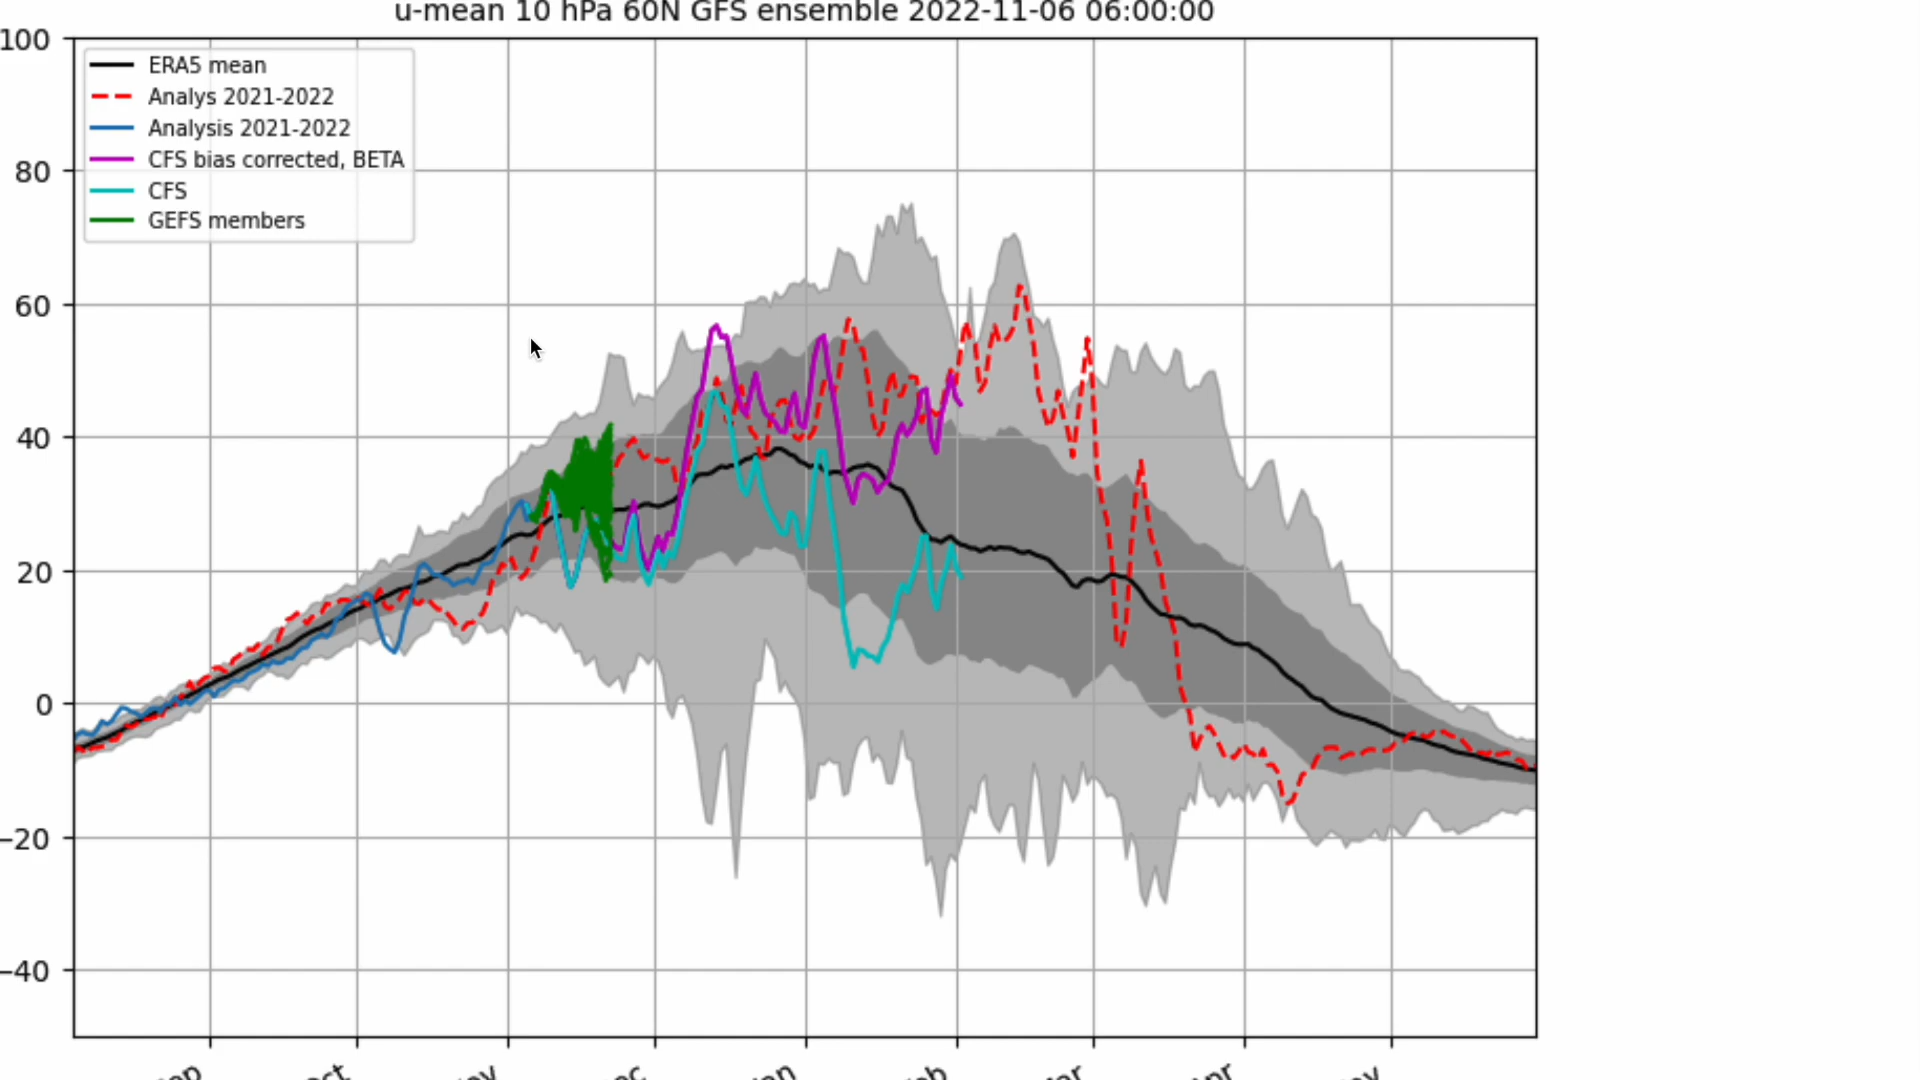 u-mean 10 hPa 60N GFS ensemble 2022-11-06 06:00:00
100
80
60
40
20
0
−20
−40
ERA5 mean
Analys 2021-2022
Analysis 2021-2022
CFS bias corrected, BETA
CFS
GEFS members